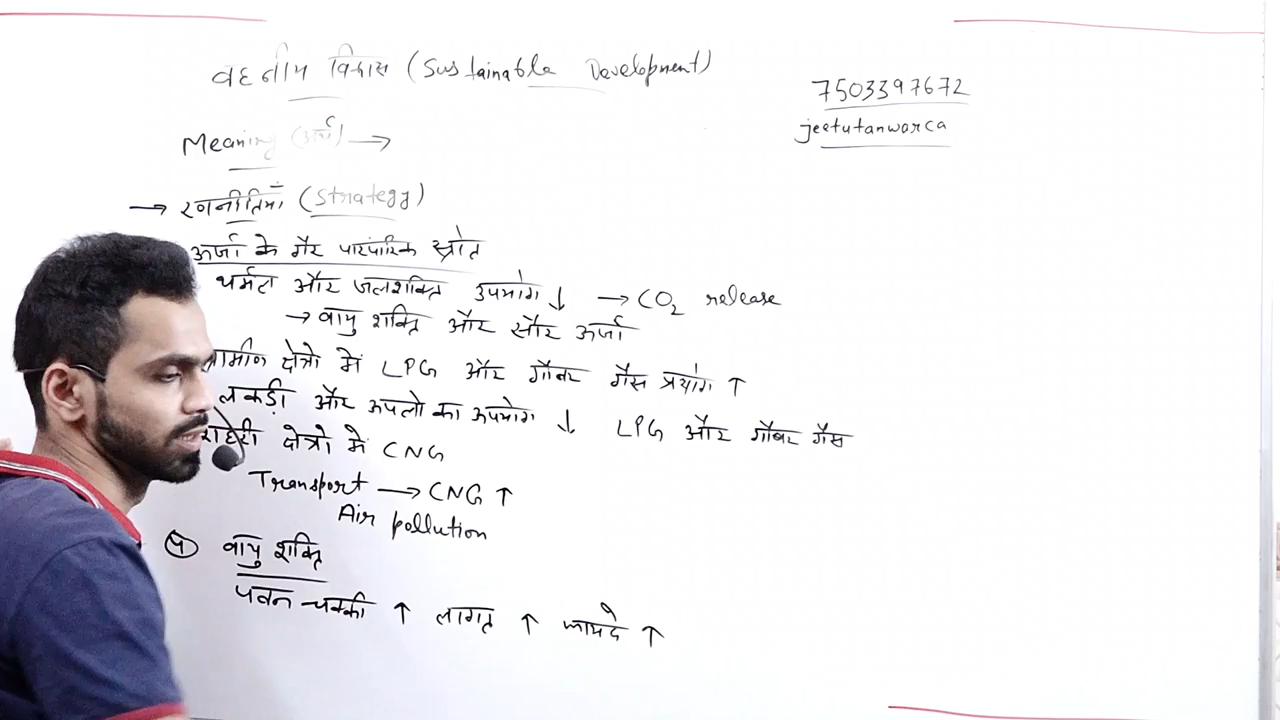 वहनीय विकास (Sustainable Development)
7503397672
jeetutanwarca
Meaning (अर्थ) →
→ रणनीतियाँ (Strategy)
ऊर्जा के गैर पारंपारिक स्रोत
थर्मल और जलशक्ति उपयोग ↓ → CO₂ release
→ वायु शक्ति और सौर ऊर्जा
ग्रामीण क्षेत्रो में LPG और गोबर गैस प्रयोग ↑
लकड़ी और उपलो का उपयोग ↓ LPG और गोबर गैस
शहेरी क्षेत्रो मे CNG
Transport → CNG ↑
Air pollution
④ वायु शक्ति
पवन चक्की ↑ लागत ↑ फायदे ↑